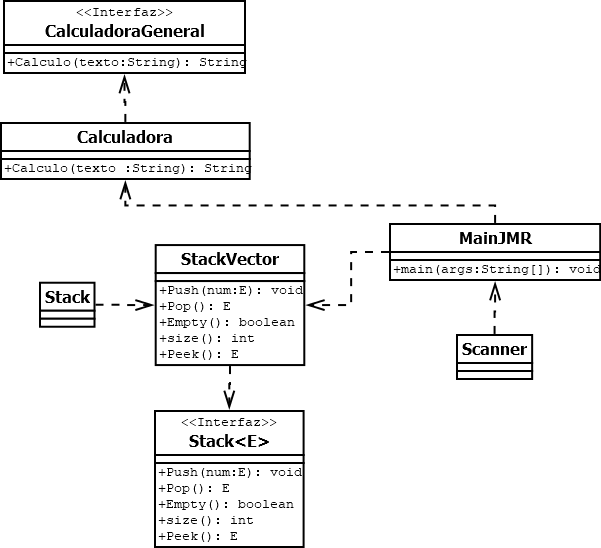 <<Interfaz>>
CalculadoraGeneral
+Calculo(texto:String): String
Calculadora
+Calculo(texto :String): String
MainJMR
+main(args:String[]): void
StackVector
+Push(num:E): void
+Pop(): E
+Empty(): boolean
+size(): int
+Peek(): E
Stack
Scanner
<<Interfaz>>
Stack<E>
+Push(num:E): void
+Pop(): E
+Empty(): boolean
+size(): int
+Peek(): E